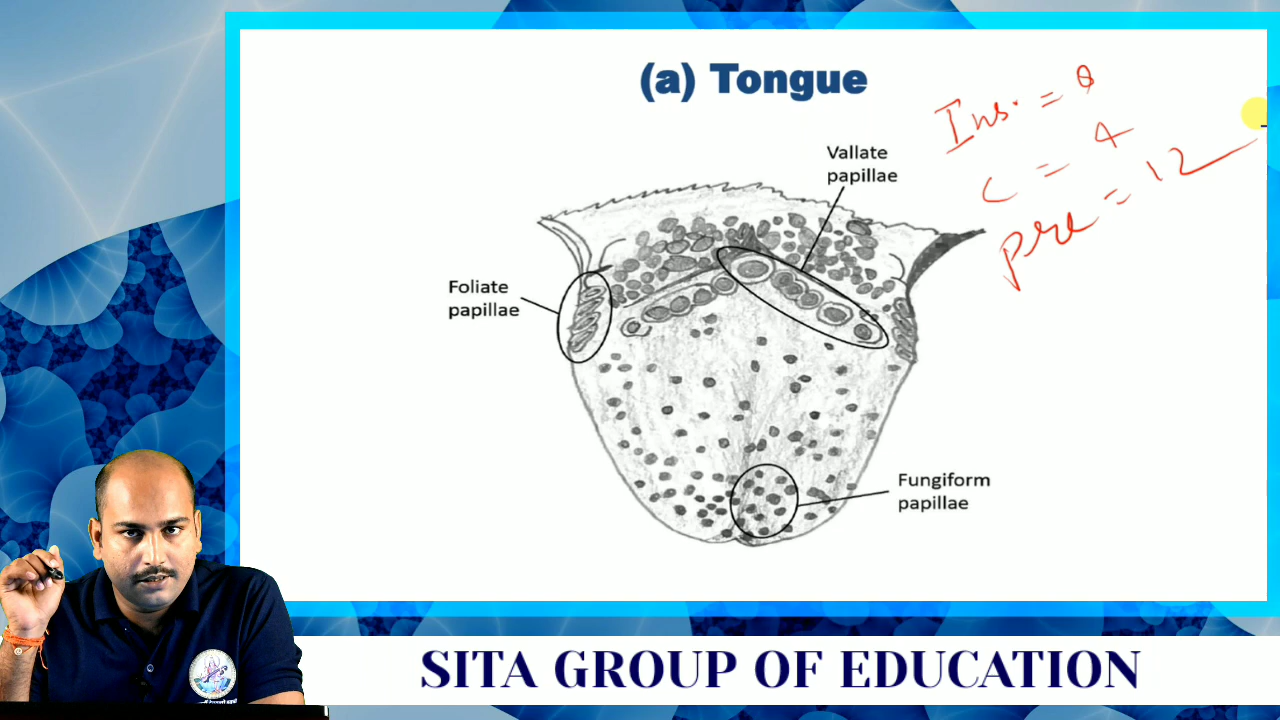 (a) Tongue
Ins. = 8
C = 4
pre = 12
Vallate
papillae
Foliate
papillae
Fungiform
papillae
SITA GROUP OF EDUCATION